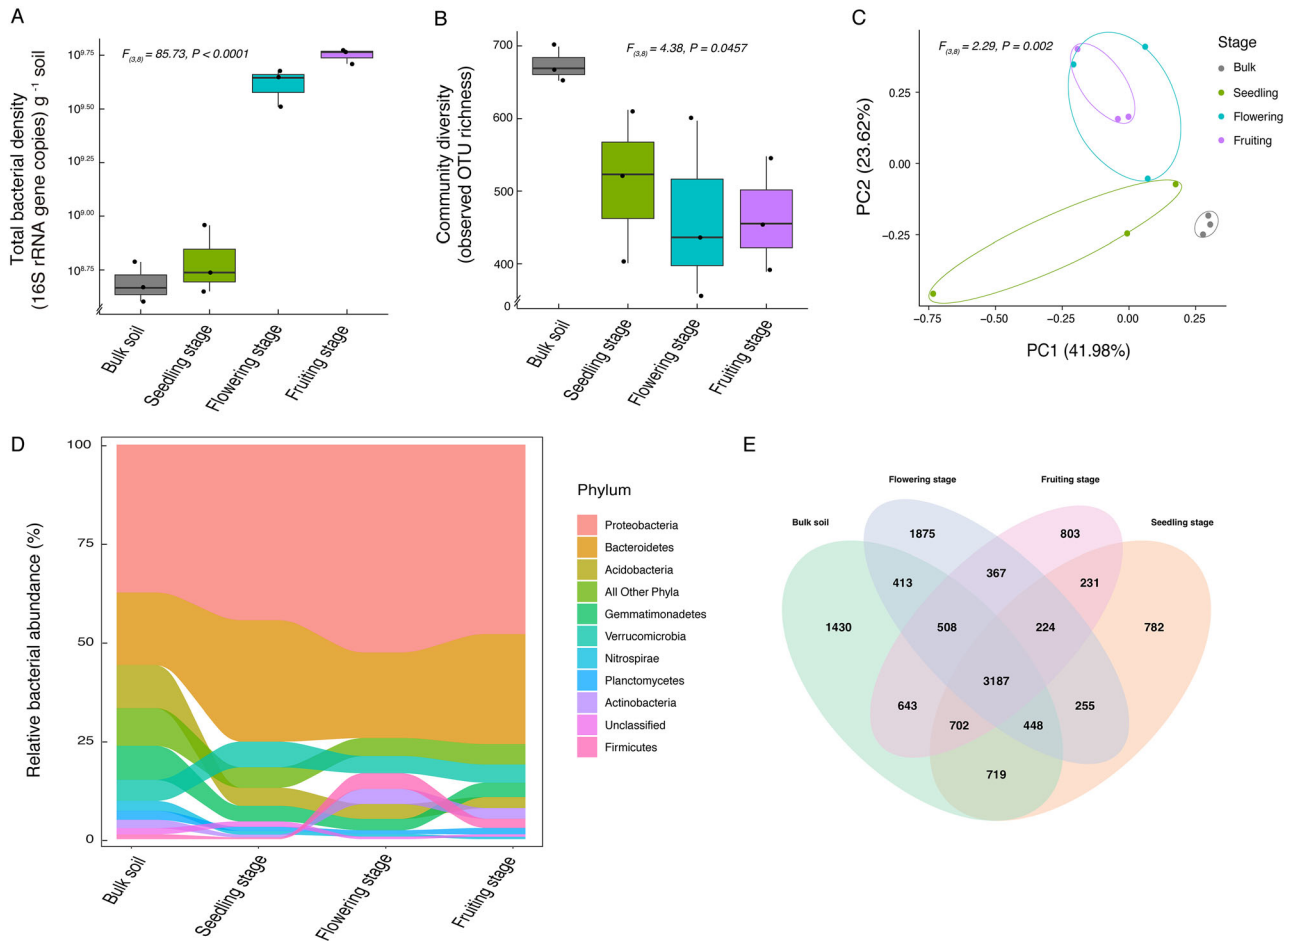 A
Total bacterial density
(16S rRNA gene copies) g -1 soil
F(3,8) = 85.73, P < 0.0001
10^9.75
10^9.50
10^9.25
10^9.00
10^8.75
Bulk soil
Seedling stage
Flowering stage
Fruiting stage
B
Community diversity
(observed OTU richness)
F(3,8) = 4.38, P = 0.0457
700
600
500
400
0
Bulk soil
Seedling stage
Flowering stage
Fruiting stage
C
PC2 (23.62%)
F(3,8) = 2.29, P = 0.002
0.25
0.00
−0.25
−0.75
−0.50
−0.25
0.00
0.25
PC1 (41.98%)
Stage
Bulk
Seedling
Flowering
Fruiting
D
Relative bacterial abundance (%)
100
75
50
25
0
Bulk soil
Seedling stage
Flowering stage
Fruiting stage
Phylum
Proteobacteria
Bacteroidetes
Acidobacteria
All Other Phyla
Gemmatimonadetes
Verrucomicrobia
Nitrospirae
Planctomycetes
Actinobacteria
Unclassified
Firmicutes
E
Flowering stage
Fruiting stage
Bulk soil
Seedling stage
1875
803
413
367
231
1430
508
224
782
3187
643
702
448
255
719